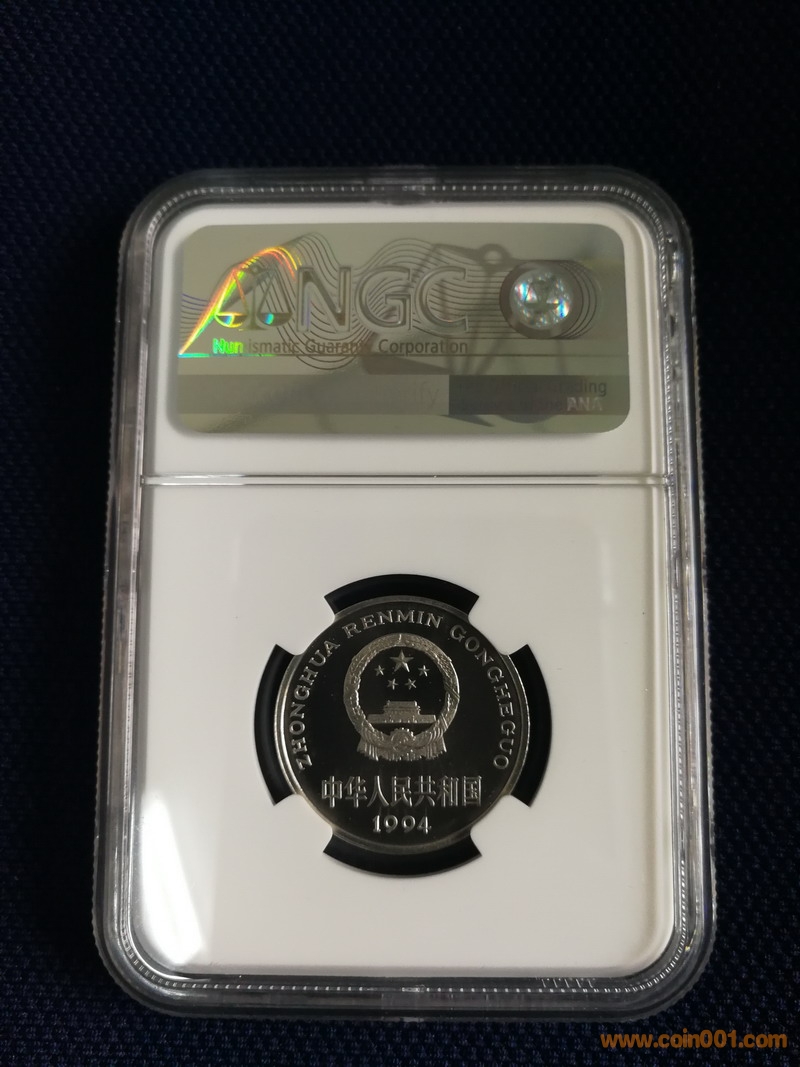 NGC
Numismatic Guaranty Corporation
ANA
ZHONGHUA RENMIN GONGHEGUO
中华人民共和国
1994
www.coin001.com